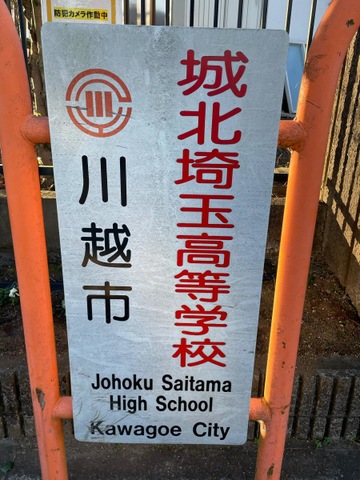 防犯カメラ作動中
城北埼玉高等学校
川越市
Johoku Saitama
High School
Kawagoe City